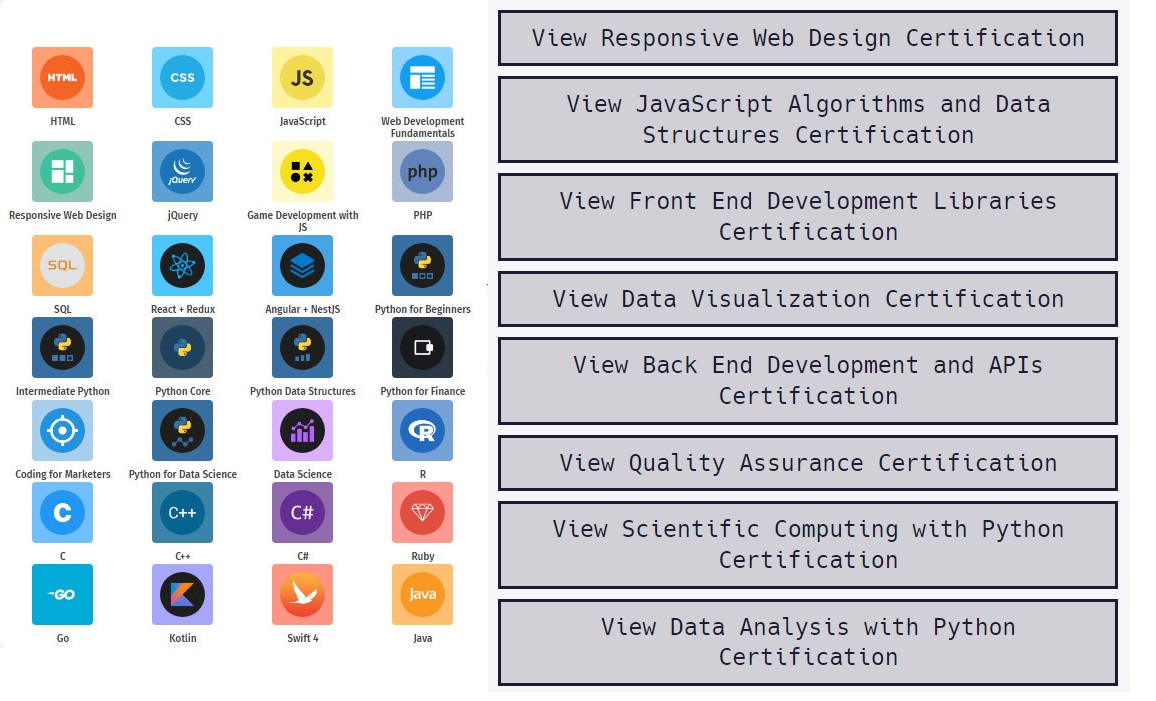 HTML
CSS
JS
HTML
CSS
JavaScript
Web Development
Fundamentals
jQuery
php
Responsive Web Design
jQuery
Game Development with
JS
PHP
SQL
SQL
React + Redux
Angular + NestJS
Python for Beginners
Intermediate Python
Python Core
Python Data Structures
Python for Finance
R
Coding for Marketers
Python for Data Science
Data Science
R
C
C++
C#
C
C++
C#
Ruby
GO
Java
Go
Kotlin
Swift 4
Java
View Responsive Web Design Certification
View JavaScript Algorithms and Data
Structures Certification
View Front End Development Libraries
Certification
View Data Visualization Certification
View Back End Development and APIs
Certification
View Quality Assurance Certification
View Scientific Computing with Python
Certification
View Data Analysis with Python
Certification